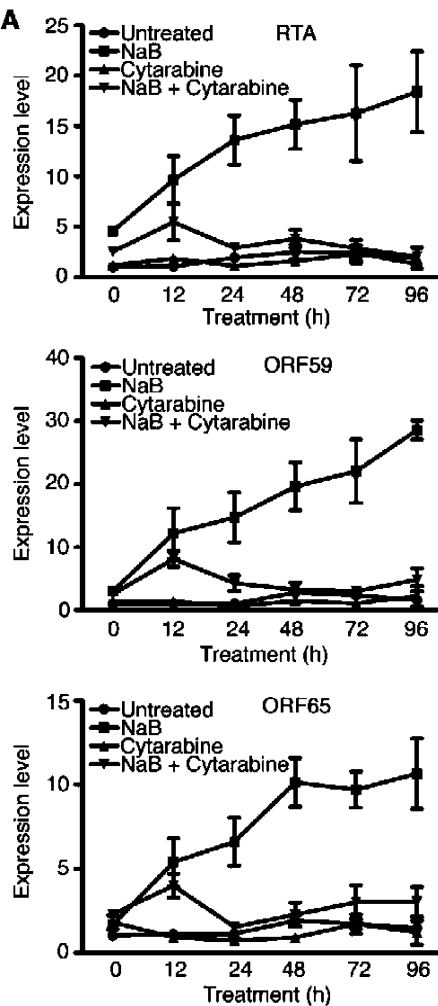 A
RTA
Untreated
NaB
Cytarabine
NaB + Cytarabine
Expression level
25
20
15
10
5
0
0 12 24 48 72 96
Treatment (h)
ORF59
Untreated
NaB
Cytarabine
NaB + Cytarabine
Expression level
40
30
20
10
0
0 12 24 48 72 96
Treatment (h)
ORF65
Untreated
NaB
Cytarabine
NaB + Cytarabine
Expression level
15
10
5
0
0 12 24 48 72 96
Treatment (h)